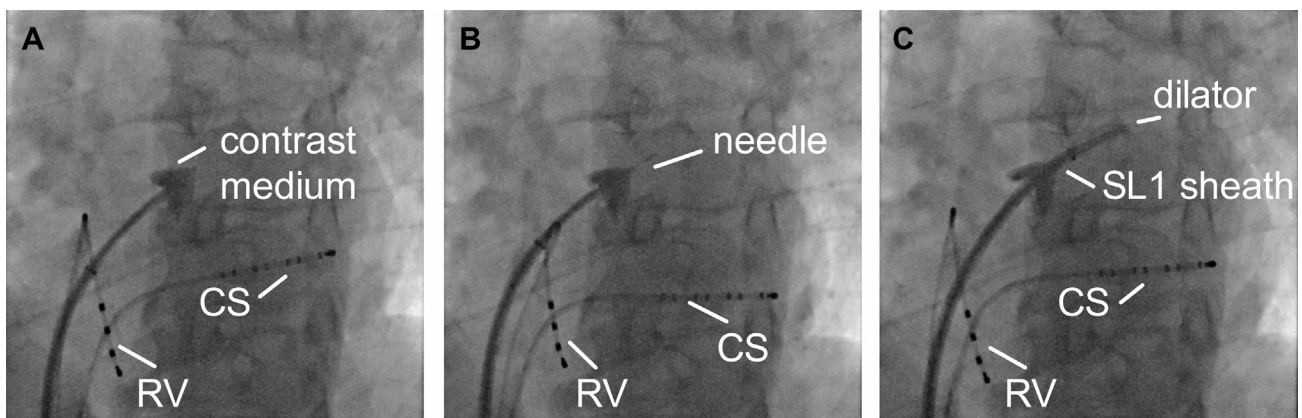 A
contrast
medium
CS
RV
B
needle
CS
RV
C
dilator
SL1 sheath
CS
RV